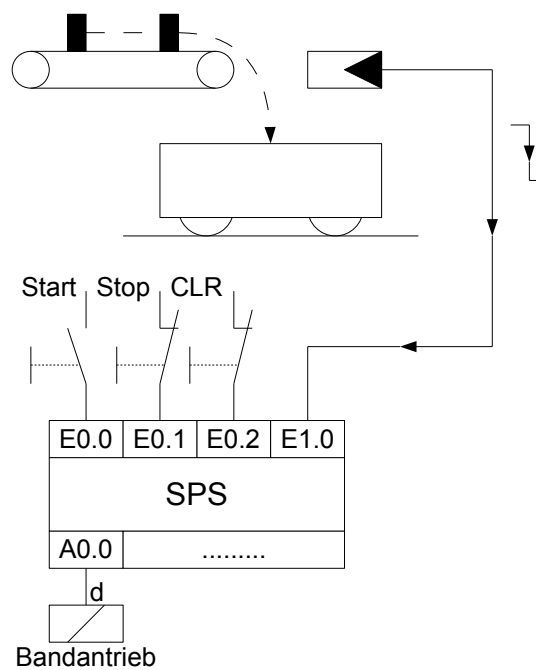 Start Stop CLR
E0.0 E0.1 E0.2 E1.0
SPS
A0.0 .........
d
Bandantrieb